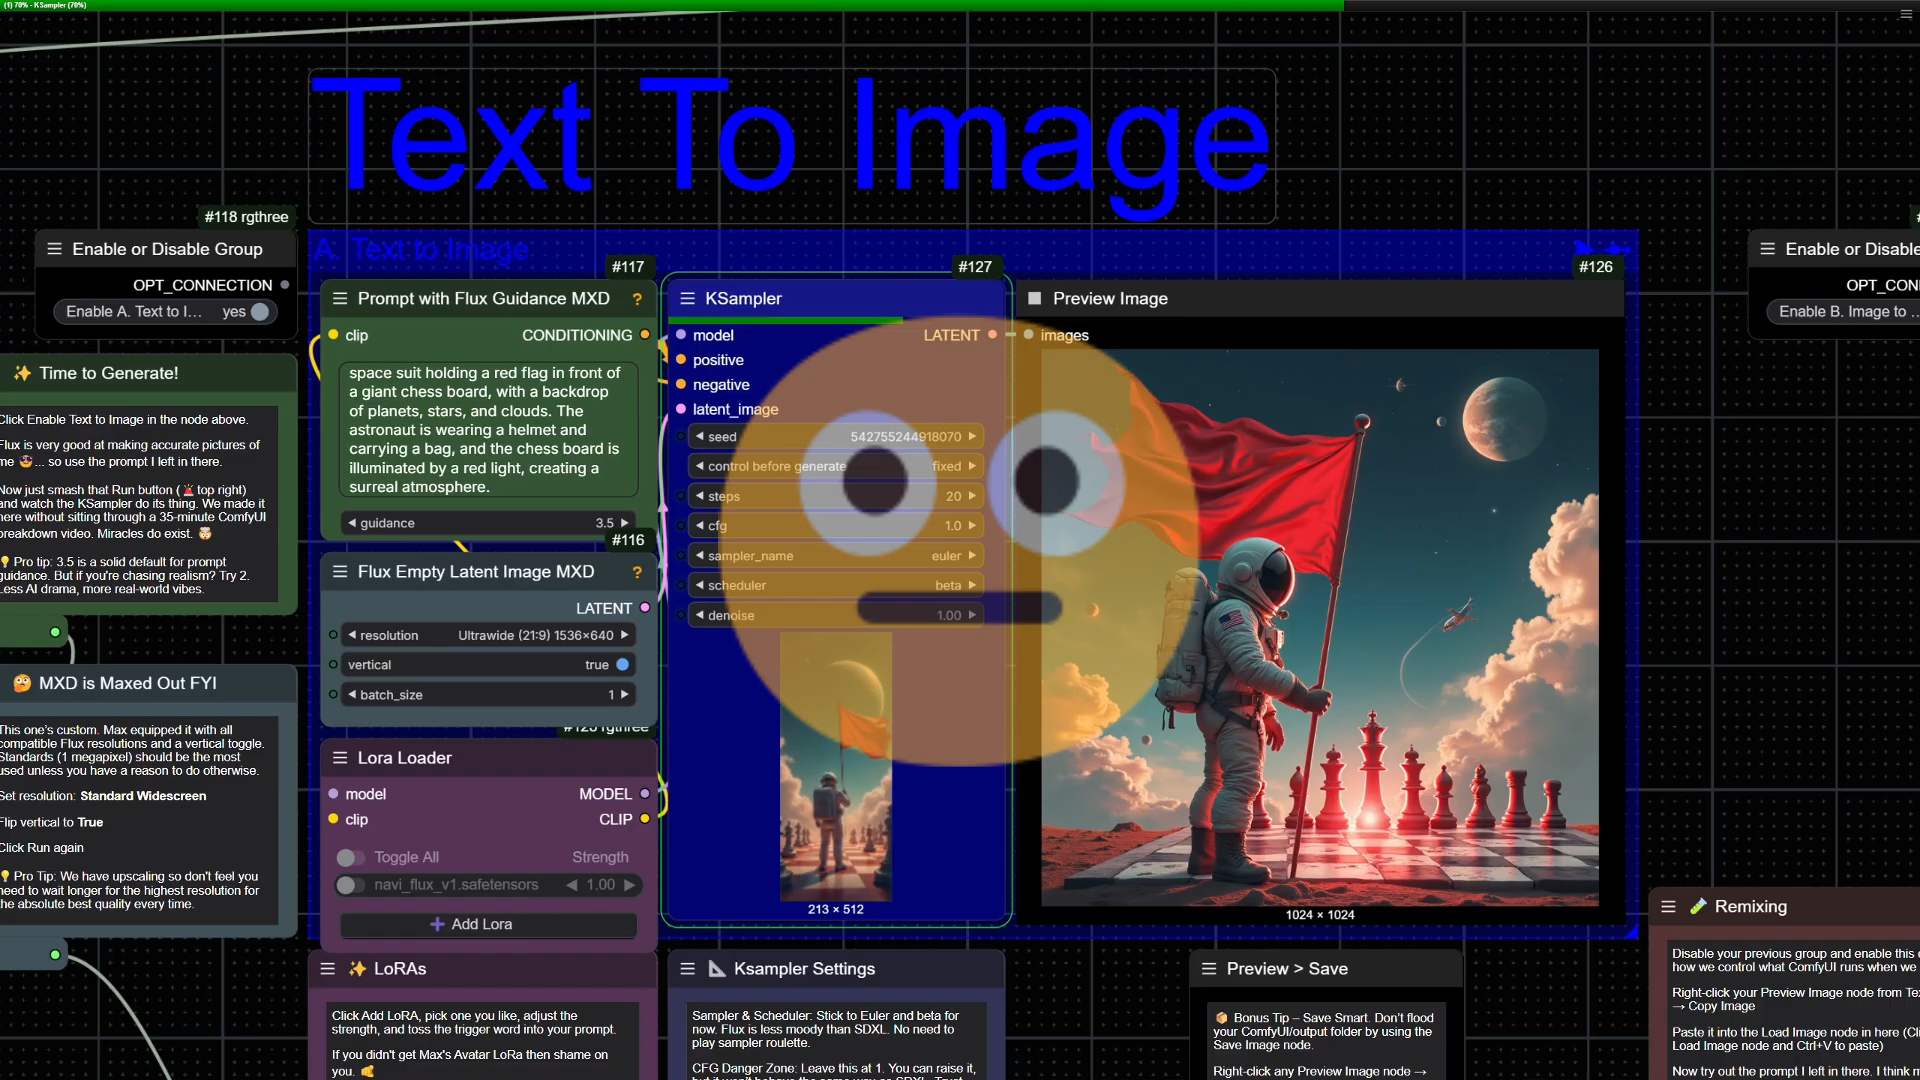 (1) 70% - KSampler (70%)
Text To Image
#118 rgthree
Enable or Disable Group
OPT_CONNECTION
Enable A. Text to I... yes
✨ Time to Generate!
Click Enable Text to Image in the node above.
Flux is very good at making accurate pictures of
me 😎... so use the prompt I left in there.
Now just smash that Run button (🚨 top right)
and watch the KSampler do its thing. We made it
here without sitting through a 35-minute ComfyUI
breakdown video. Miracles do exist. 🤯
💡 Pro tip: 3.5 is a solid default for prompt
guidance. But if you're chasing realism? Try 2.
Less AI drama, more real-world vibes.
🤔 MXD is Maxed Out FYI
This one's custom. Max equipped it with all
compatible Flux resolutions and a vertical toggle.
Standards (1 megapixel) should be the most
used unless you have a reason to do otherwise.
Set resolution: Standard Widescreen
Flip vertical to True
Click Run again
💡 Pro Tip: We have upscaling so don't feel you
need to wait longer for the highest resolution for
the absolute best quality every time.
A. Text to Image
#117
Prompt with Flux Guidance MXD ?
clip CONDITIONING
space suit holding a red flag in front of
a giant chess board, with a backdrop
of planets, stars, and clouds. The
astronaut is wearing a helmet and
carrying a bag, and the chess board is
illuminated by a red light, creating a
surreal atmosphere.
guidance 3.5
#116
Flux Empty Latent Image MXD ?
LATENT
resolution Ultrawide (21:9) 1536×640
vertical true
batch_size 1
rgthree
Lora Loader
model MODEL
clip CLIP
Toggle All Strength
navi_flux_v1.safetensors 1.00
+ Add Lora
✨ LoRAs
Click Add LoRA, pick one you like, adjust the
strength, and toss the trigger word into your prompt.
If you didn't get Max's Avatar LoRa then shame on
you.
#127
KSampler
model LATENT
positive
negative
latent_image
seed 542755244918070
control before generate fixed
steps 20
cfg 1.0
sampler_name euler
scheduler beta
denoise 1.00
213 × 512
📐 Ksampler Settings
Sampler & Scheduler: Stick to Euler and beta for
now. Flux is less moody than SDXL. No need to
play sampler roulette.
CFG Danger Zone: Leave this at 1. You can raise it,
#126
Preview Image
images
1024 × 1024
Preview > Save
📦 Bonus Tip – Save Smart. Don't flood
your ComfyUI/output folder by using the
Save Image node.
Right-click any Preview Image node →
Enable or Disable
OPT_CONN
Enable B. Image to ...
🧪 Remixing
Disable your previous group and enable this
how we control what ComfyUI runs when we
Right-click your Preview Image node from
→ Copy Image
Paste it into the Load Image node in here
Load Image node and Ctrl+V to paste)
Now try out the prompt I left in there. I think